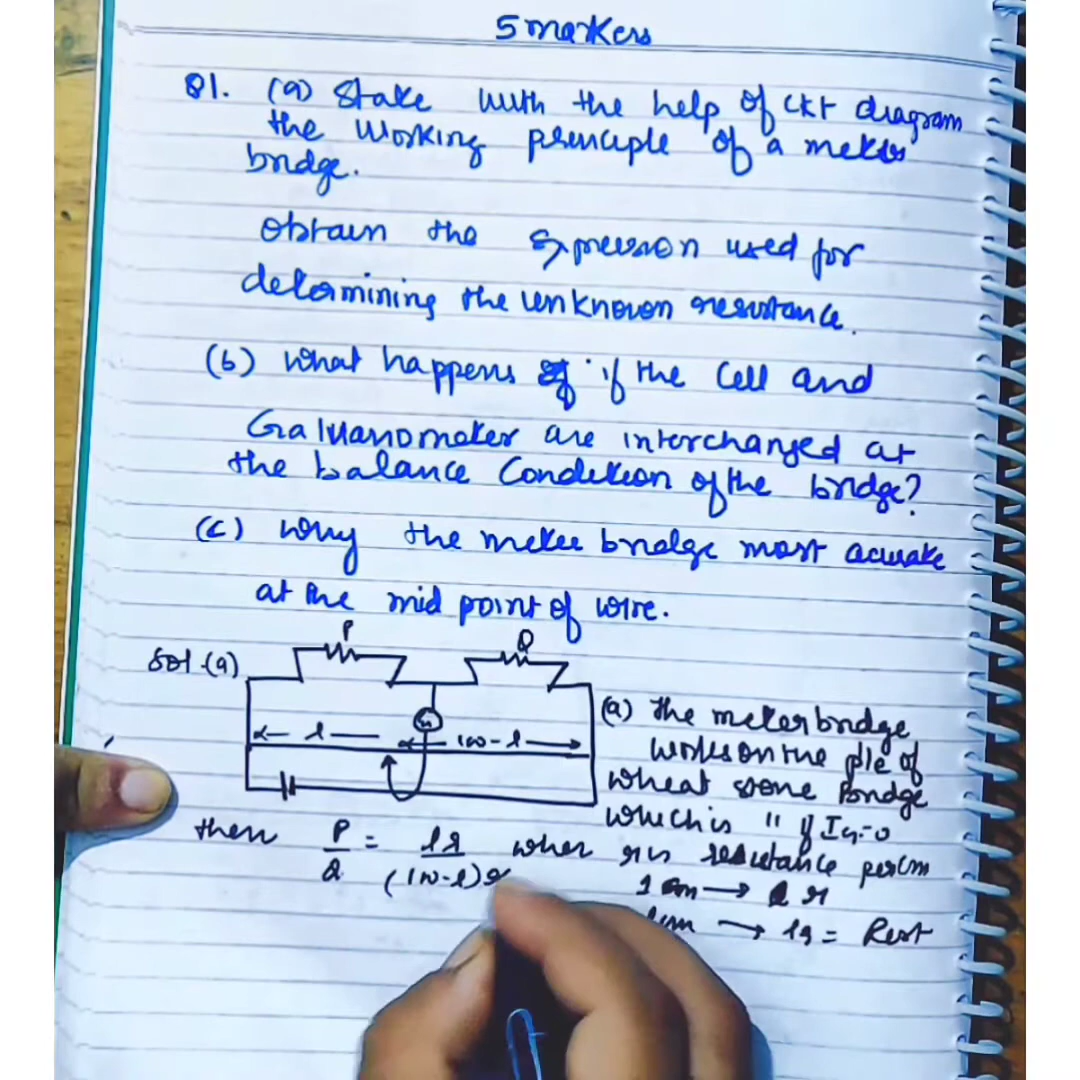 5 markers
Q1. (a) State with the help of ckt diagram
the working principle of a meter
bridge.
obtain the expression used for
determining the unknown resistance.
(b) what happens if the cell and
Galvanometer are interchanged at
the balance condition of the bridge?
(c) why the meter bridge most acurate
at the mid point of wire.
sol.(a)
P
Q
G
l
100-l
(a) the meter bridge
works on the ple of
wheat stone Bondge
which is " if IG=0
then P/Q = lr/(100-l)r when r is resistance per cm
1 cm → r
lcm → lr = Rest